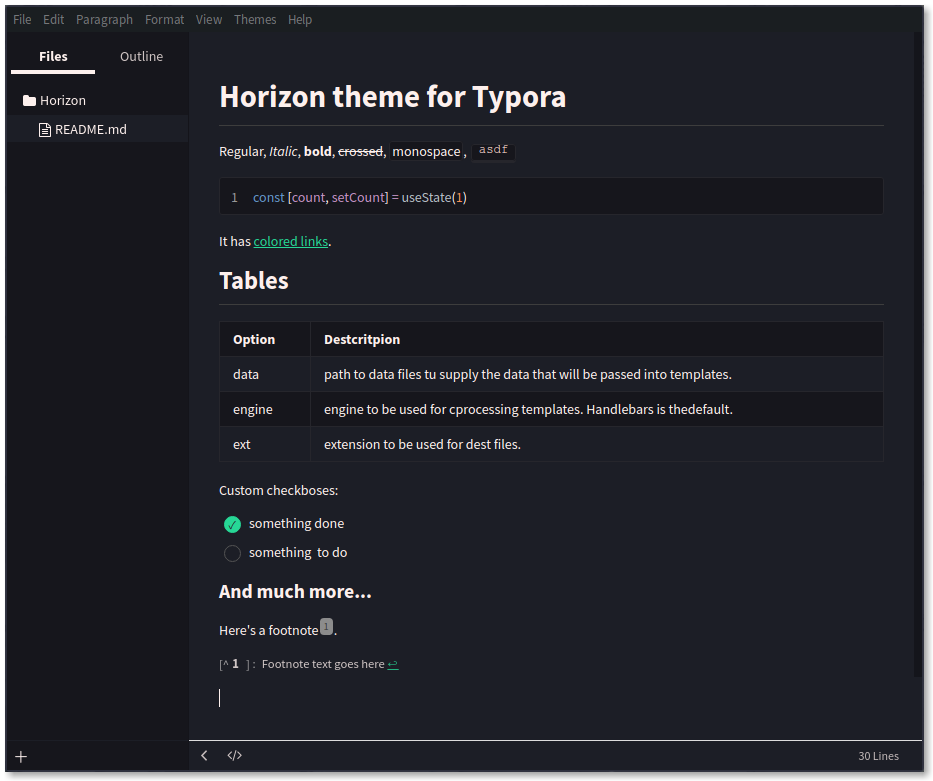 File Edit Paragraph Format View Themes Help
Files Outline
Horizon
README.md
Horizon theme for Typora
Regular, Italic, bold, crossed, monospace , asdf
1 const [count, setCount] = useState(1)
It has colored links.
Tables
Option Destcritpion
data path to data files tu supply the data that will be passed into templates.
engine engine to be used for cprocessing templates. Handlebars is thedefault.
ext extension to be used for dest files.
Custom checkboses:
something done
something to do
And much more...
Here's a footnote1.
[^ 1 ]: Footnote text goes here ↩
30 Lines